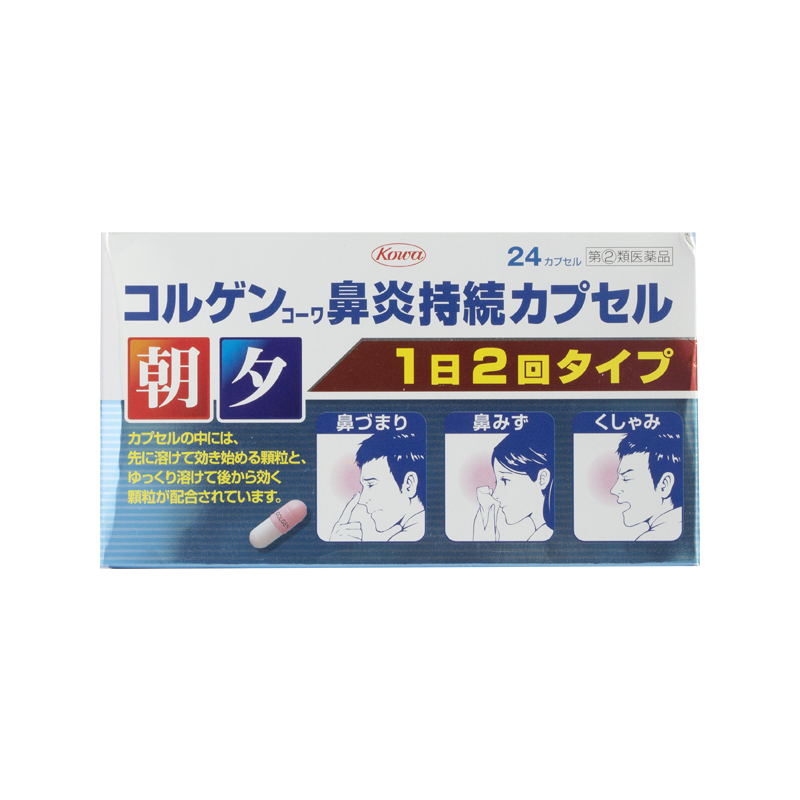 Kowa
24カプセル 指②類医薬品
コルゲンコーワ鼻炎持続カプセル
朝 夕 1日2回タイプ
カプセルの中には、
先に溶けて効き始める顆粒と、
ゆっくり溶けて後から効く
顆粒が配合されています。
鼻づまり 鼻みず くしゃみ
COLGEN